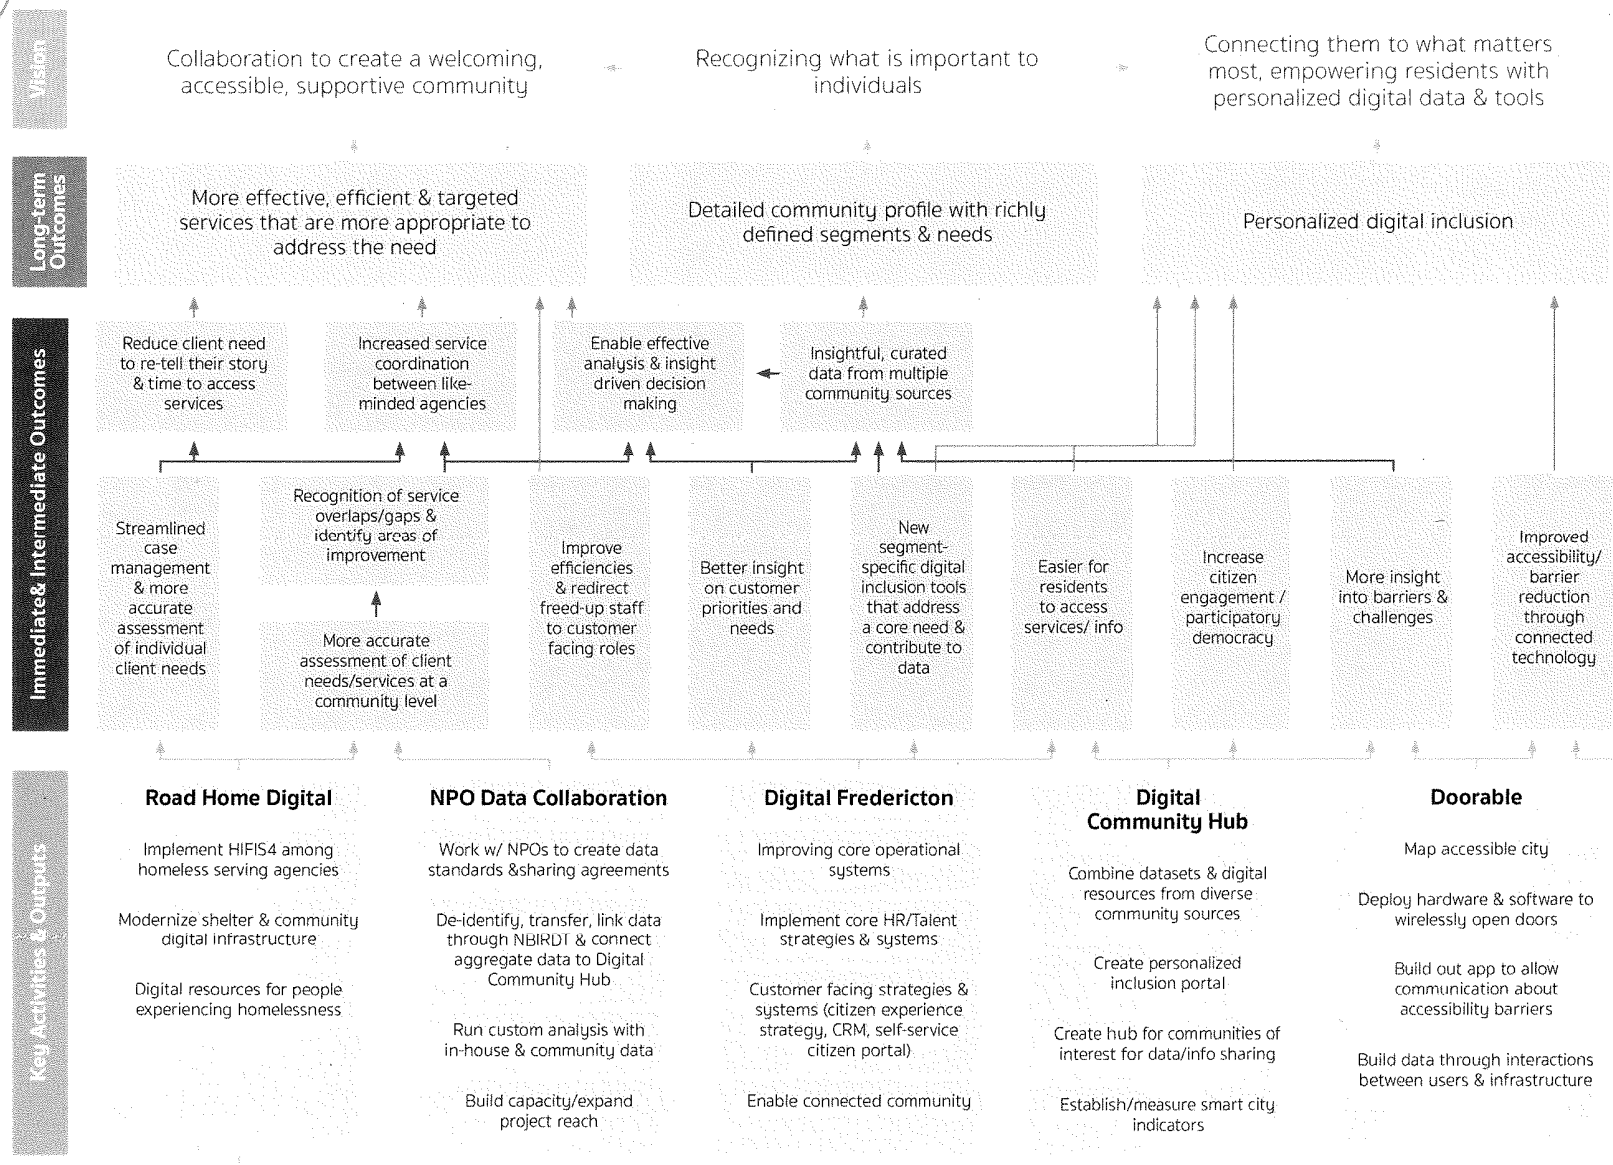 Vision
Collaboration to create a welcoming,
accessible, supportive community
Recognizing what is important to
individuals
Connecting them to what matters
most, empowering residents with
personalized digital data & tools
Long-term
Outcomes
More effective, efficient & targeted
services that are more appropriate to
address the need
Detailed community profile with richly
defined segments & needs
Personalized digital inclusion
Immediate& Intermediate Outcomes
Reduce client need
to re-tell their story
& time to access
services
Increased service
coordination
between like-
minded agencies
Enable effective
analysis & insight
driven decision
making
Insightful, curated
data from multiple
community sources
Streamlined
case
management
& more
accurate
assessment
of individual
client needs
Recognition of service
overlaps/gaps &
identify areas of
improvement
More accurate
assessment of client
needs/services at a
community level
Improve
efficiencies
& redirect
freed-up staff
to customer
facing roles
Better insight
on customer
priorities and
needs
New
segment-
specific digital
inclusion tools
that address
a core need &
contribute to
data
Easier for
residents
to access
services/ info
Increase
citizen
engagement /
participatory
democracy
More insight
into barriers &
challenges
Improved
accessibility/
barrier
reduction
through
connected
technology
Key Activities & Outputs
Road Home Digital
Implement HIFIS4 among
homeless serving agencies
Modernize shelter & community
digital infrastructure
Digital resources for people
experiencing homelessness
NPO Data Collaboration
Work w/ NPOs to create data
standards &sharing agreements
De-identify, transfer, link data
through NBIRDT & connect
aggregate data to Digital
Community Hub
Run custom analysis with
in-house & community data
Build capacity/expand
project reach
Digital Fredericton
Improving core operational
systems
Implement core HR/Talent
strategies & systems
Customer facing strategies &
systems (citizen experience
strategy, CRM, self-service
citizen portal)
Enable connected community
Digital
Community Hub
Combine datasets & digital
resources from diverse
community sources
Create personalized
inclusion portal
Create hub for communities of
interest for data/info sharing
Establish/measure smart city
indicators
Doorable
Map accessible city
Deploy hardware & software to
wirelessly open doors
Build out app to allow
communication about
accessibility barriers
Build data through interactions
between users & infrastructure